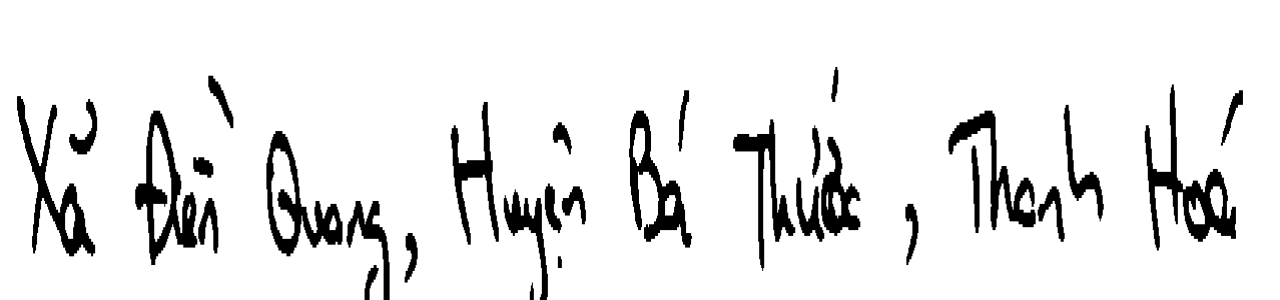 Xã Điền Quang, Huyện Bá Thước, Thanh Hoá